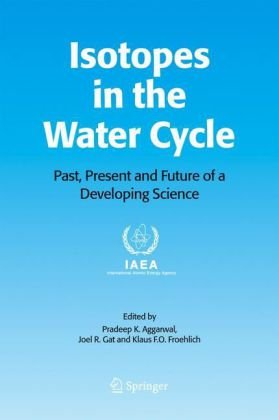 Isotopes
in the
Water Cycle
Past, Present and Future of a
Developing Science
IAEA
International Atomic Energy Agency
Edited by
Pradeep K. Aggarwal,
Joel R. Gat and Klaus F.O. Froehlich
Springer